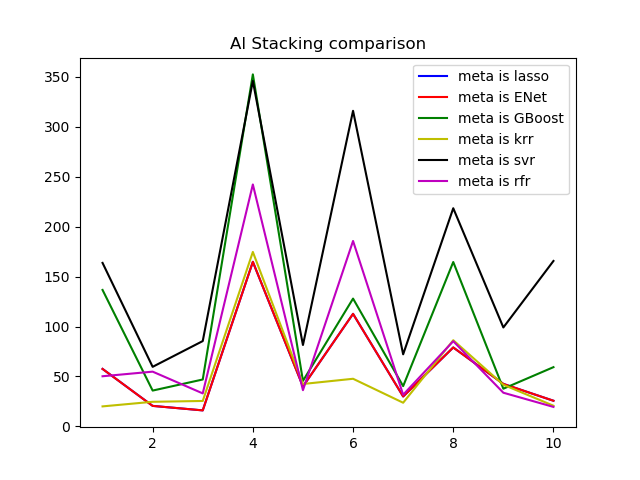 Al Stacking comparison
350
300
250
200
150
100
50
0
2
4
6
8
10
meta is lasso
meta is ENet
meta is GBoost
meta is krr
meta is svr
meta is rfr